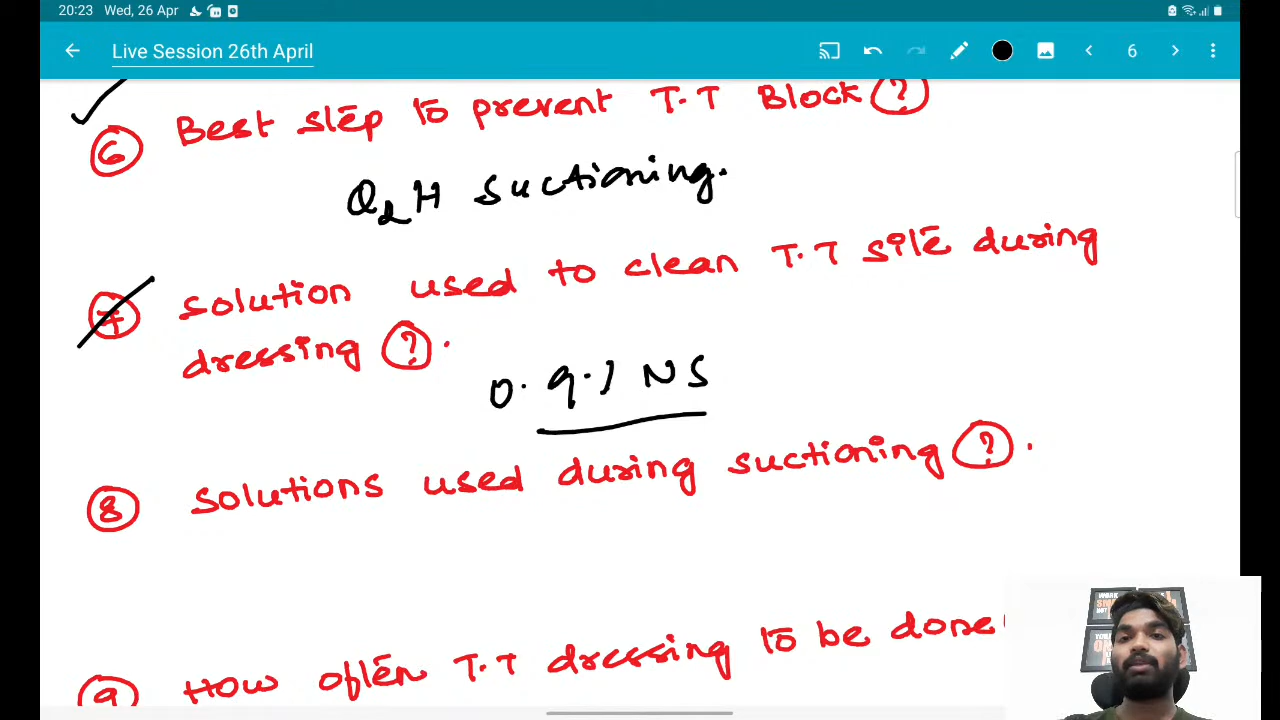 20:23 Wed, 26 Apr
Live Session 26th April
6
6 Best step to prevent T.T Block ?
Q2H suctioning.
7 solution used to clean T.T site during
dressing ?.
0.9% NS
8 solutions used during suctioning ?.
9 How often T.T dressing to be done